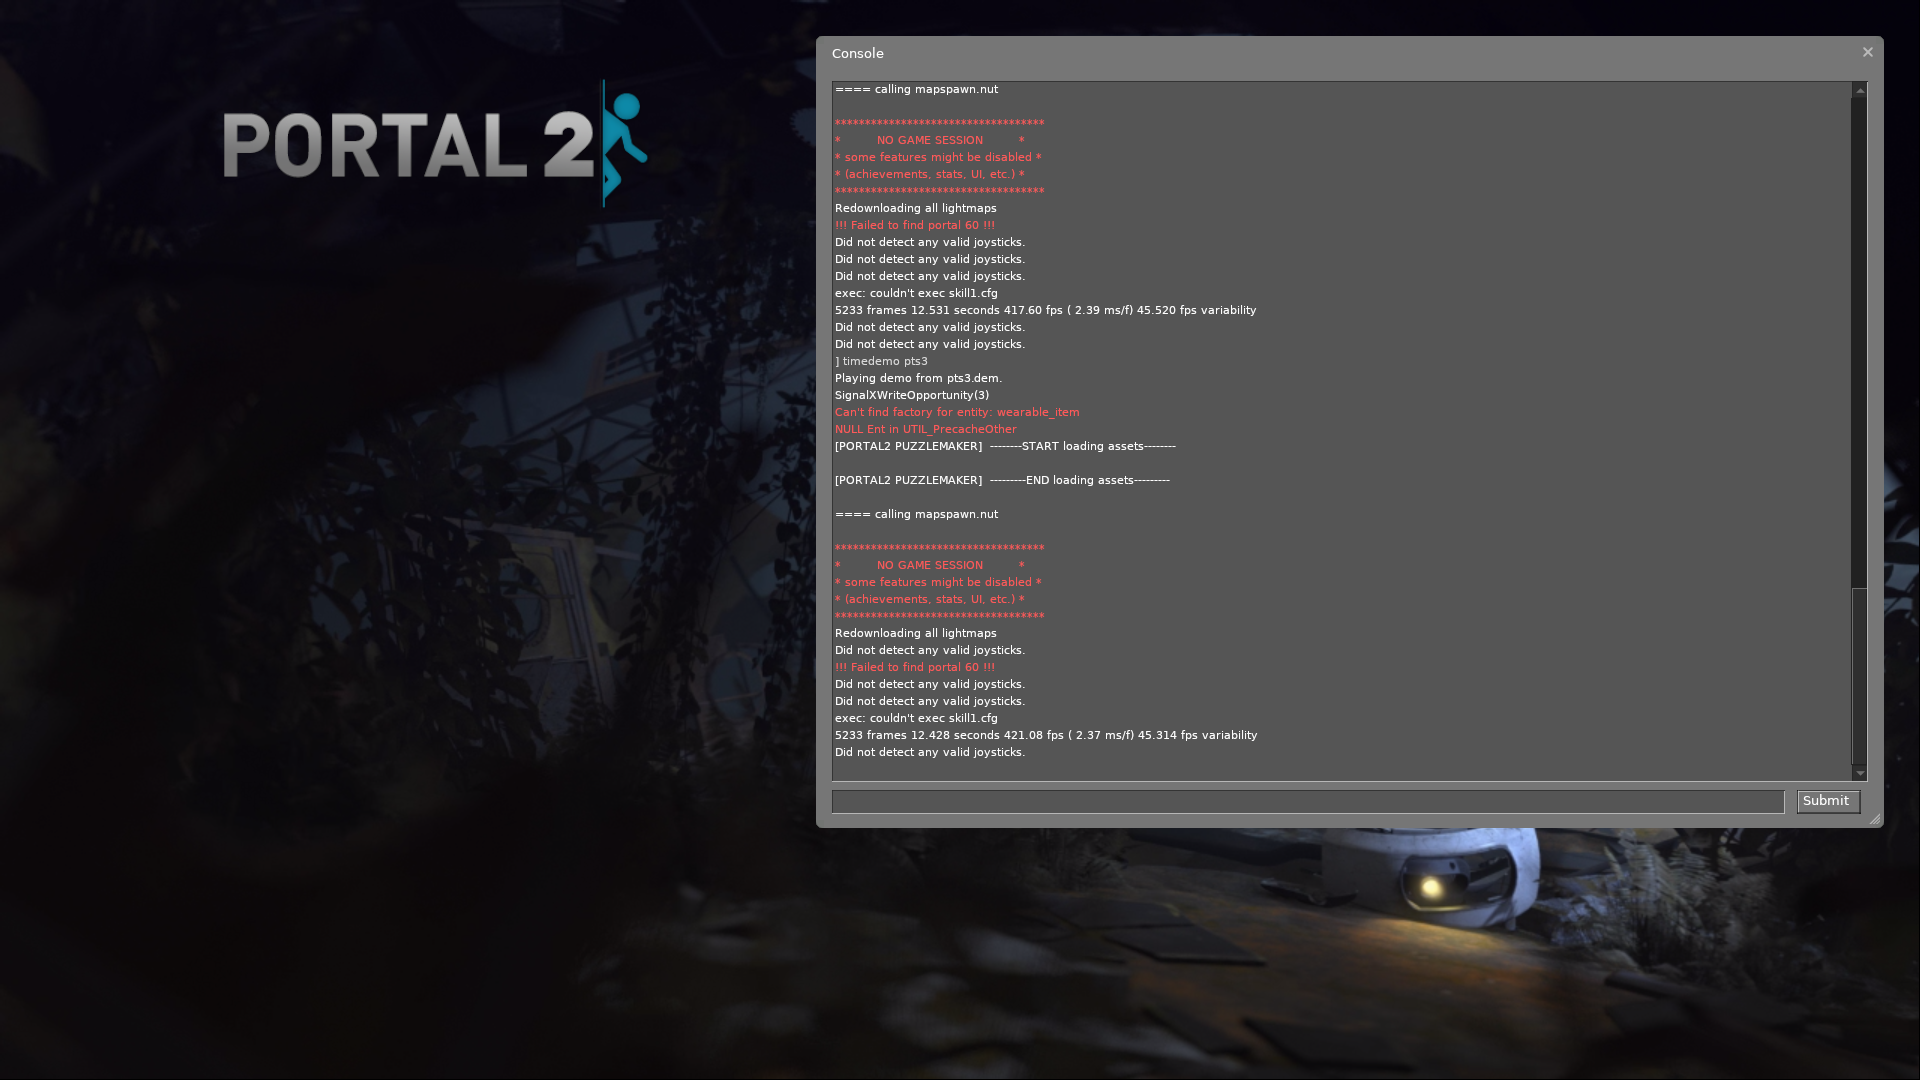 PORTAL 2
Console
==== calling mapspawn.nut
***********************************
* NO GAME SESSION *
* some features might be disabled *
* (achievements, stats, UI, etc.) *
***********************************
Redownloading all lightmaps
!!! Failed to find portal 60 !!!
Did not detect any valid joysticks.
Did not detect any valid joysticks.
Did not detect any valid joysticks.
exec: couldn't exec skill1.cfg
5233 frames 12.531 seconds 417.60 fps ( 2.39 ms/f) 45.520 fps variability
Did not detect any valid joysticks.
Did not detect any valid joysticks.
] timedemo pts3
Playing demo from pts3.dem.
SignalXWriteOpportunity(3)
Can't find factory for entity: wearable_item
NULL Ent in UTIL_PrecacheOther
[PORTAL2 PUZZLEMAKER] --------START loading assets--------
[PORTAL2 PUZZLEMAKER] ---------END loading assets---------
==== calling mapspawn.nut
***********************************
* NO GAME SESSION *
* some features might be disabled *
* (achievements, stats, UI, etc.) *
***********************************
Redownloading all lightmaps
Did not detect any valid joysticks.
!!! Failed to find portal 60 !!!
Did not detect any valid joysticks.
Did not detect any valid joysticks.
exec: couldn't exec skill1.cfg
5233 frames 12.428 seconds 421.08 fps ( 2.37 ms/f) 45.314 fps variability
Did not detect any valid joysticks.
Submit